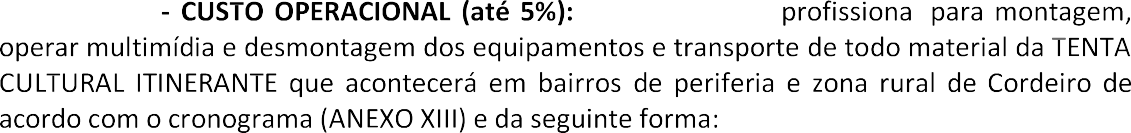 - CUSTO OPERACIONAL (até 5%): profissiona para montagem,
operar multimídia e desmontagem dos equipamentos e transporte de todo material da TENTA
CULTURAL ITINERANTE que acontecerá em bairros de periferia e zona rural de Cordeiro de
acordo com o cronograma (ANEXO XIII) e da seguinte forma: